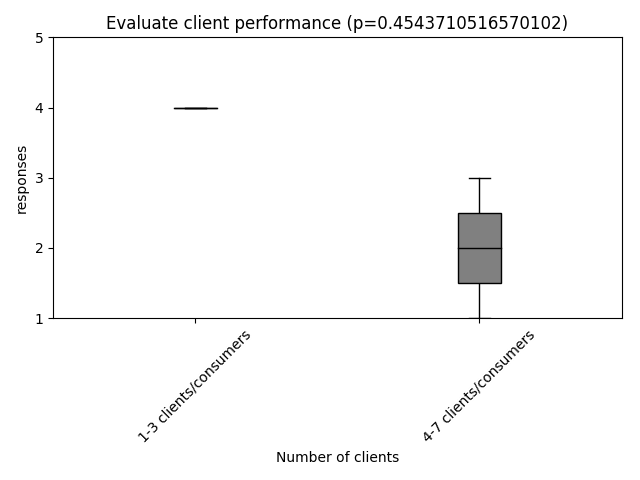 Evaluate client performance (p=0.4543710516570102)
5
4
3
2
1
responses
1-3 clients/consumers
4-7 clients/consumers
Number of clients